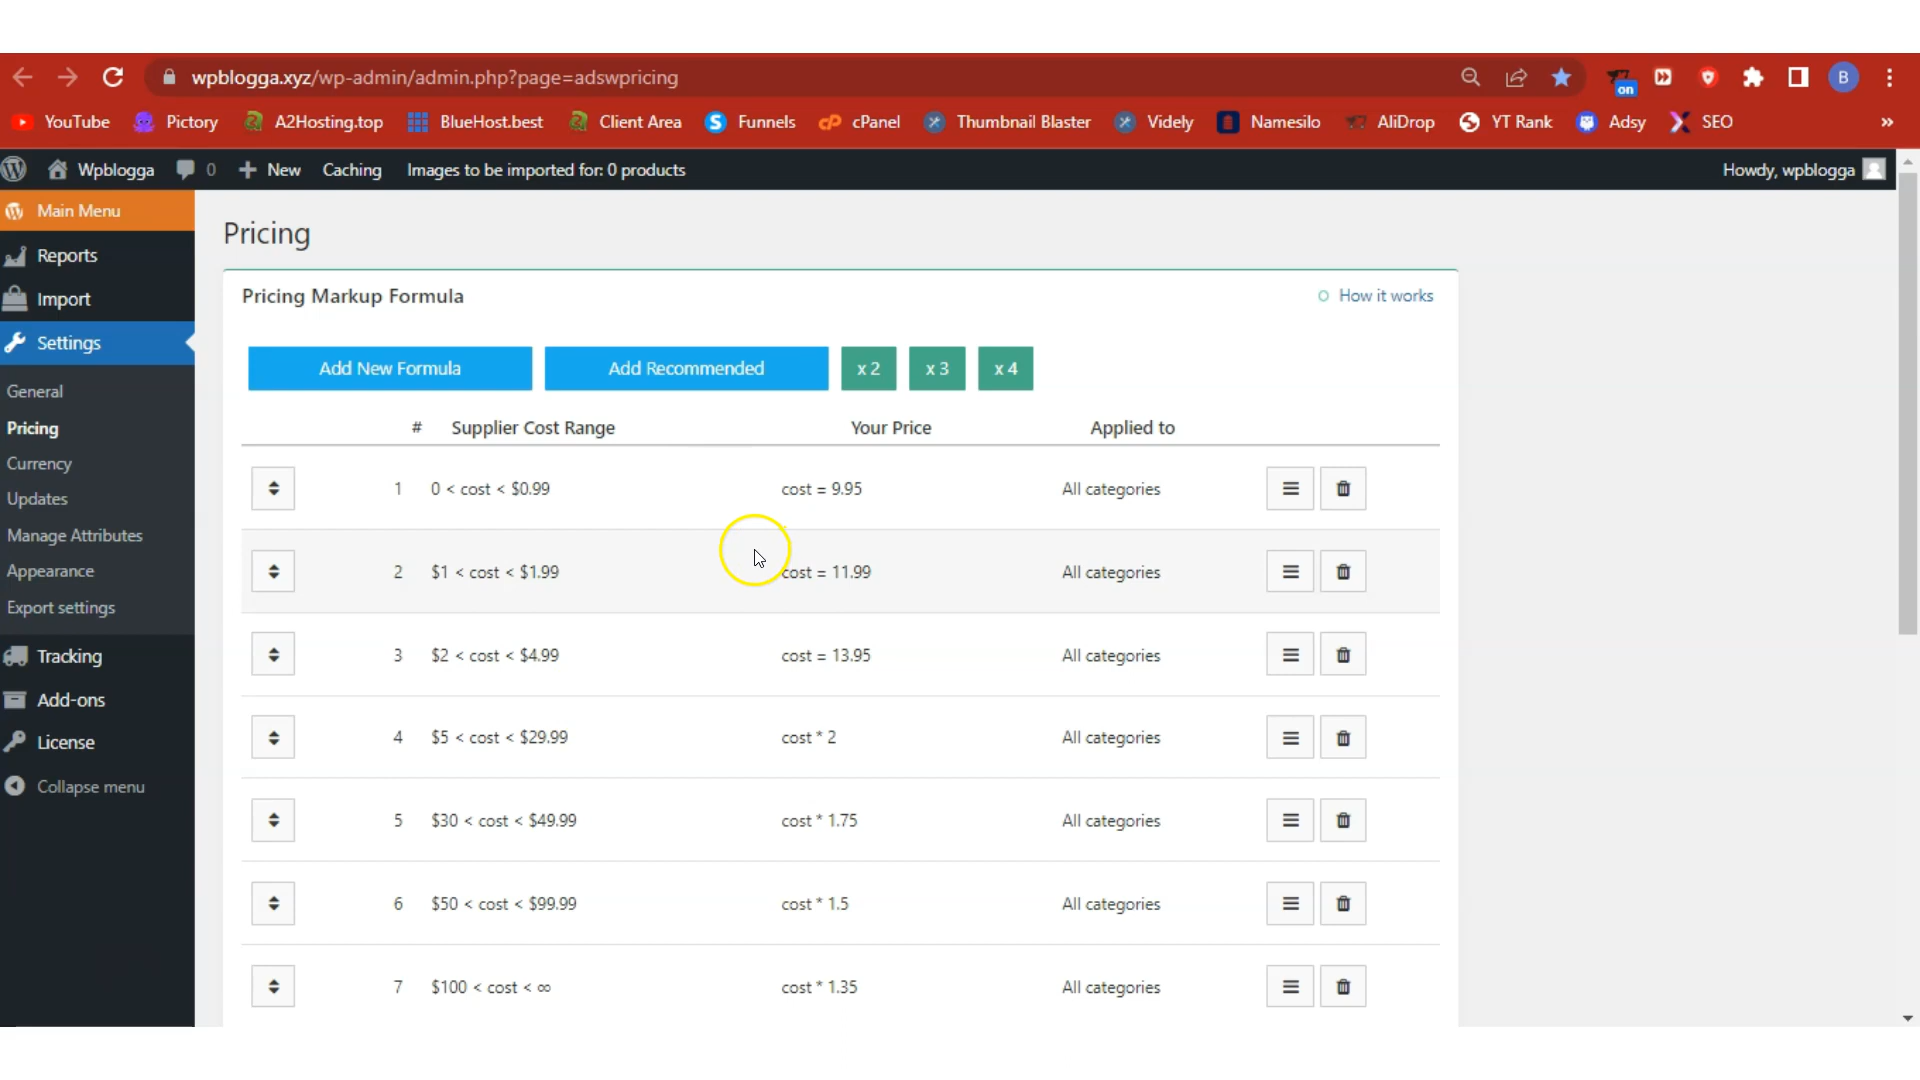 wpblogga.xyz/wp-admin/admin.php?page=adswpricing
on
B
YouTube Pictory A2Hosting.top BlueHost.best Client Area S Funnels cP cPanel Thumbnail Blaster Videly Namesilo AliDrop YT Rank Adsy SEO »
Wpblogga 0 + New Caching Images to be imported for: 0 products Howdy, wpblogga
Main Menu
Reports
Import
Settings
General
Pricing
Currency
Updates
Manage Attributes
Appearance
Export settings
Tracking
Add-ons
License
Collapse menu
Pricing
Pricing Markup Formula How it works
Add New Formula Add Recommended x 2 x 3 x 4
# Supplier Cost Range Your Price Applied to
1 0 < cost < $0.99 cost = 9.95 All categories
2 $1 < cost < $1.99 cost = 11.99 All categories
3 $2 < cost < $4.99 cost = 13.95 All categories
4 $5 < cost < $29.99 cost * 2 All categories
5 $30 < cost < $49.99 cost * 1.75 All categories
6 $50 < cost < $99.99 cost * 1.5 All categories
7 $100 < cost < ∞ cost * 1.35 All categories